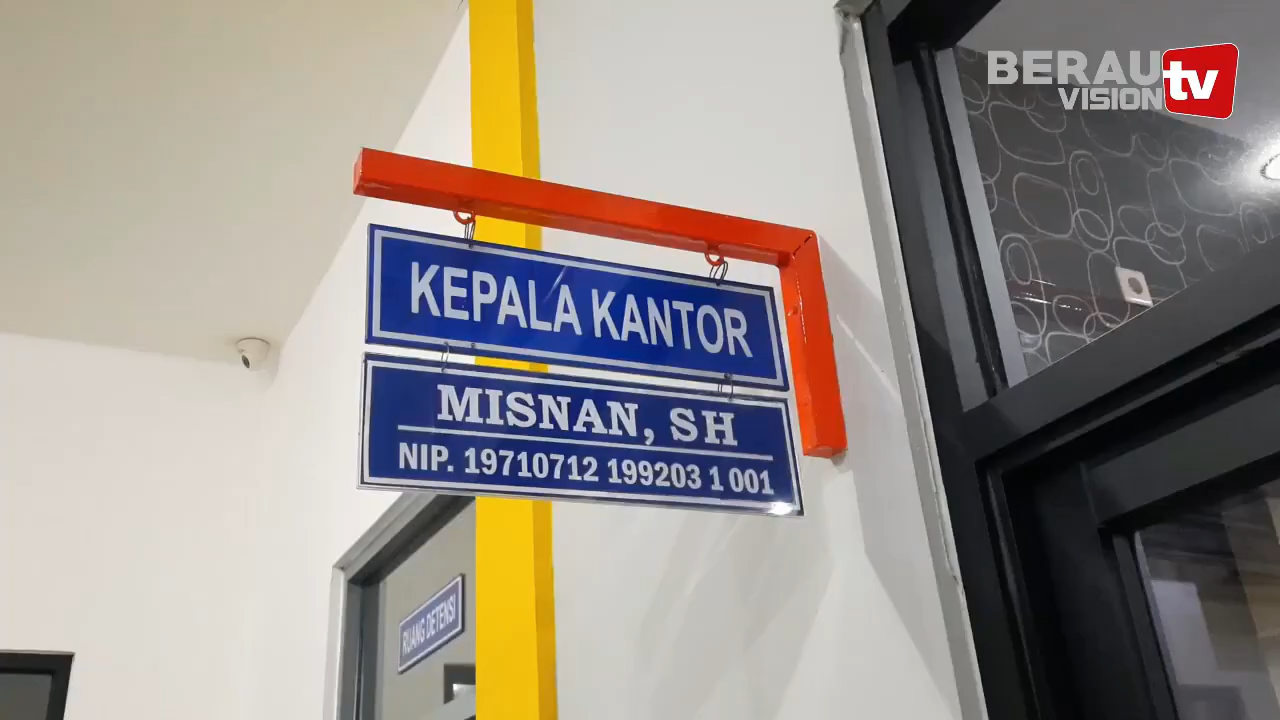 BERAU tv
VISION
KEPALA KANTOR
MISNAN, SH
NIP. 19710712 199203 1 001
RUANG DETENSI